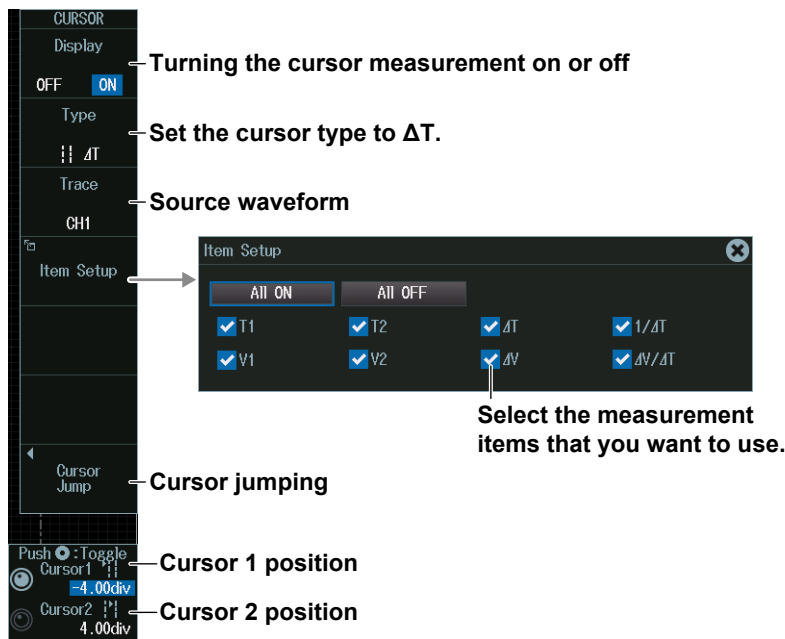 CURSOR
Display
OFF ON
Turning the cursor measurement on or off
Type
ΔT
Set the cursor type to ΔT.
Trace
CH1
Source waveform
Item Setup
Item Setup
All ON All OFF
T1 T2 ΔT 1/ΔT
V1 V2 ΔV ΔV/ΔT
Select the measurement
items that you want to use.
Cursor
Jump
Cursor jumping
Push :Toggle
Cursor1
-4.00div
Cursor 1 position
Cursor2
4.00div
Cursor 2 position